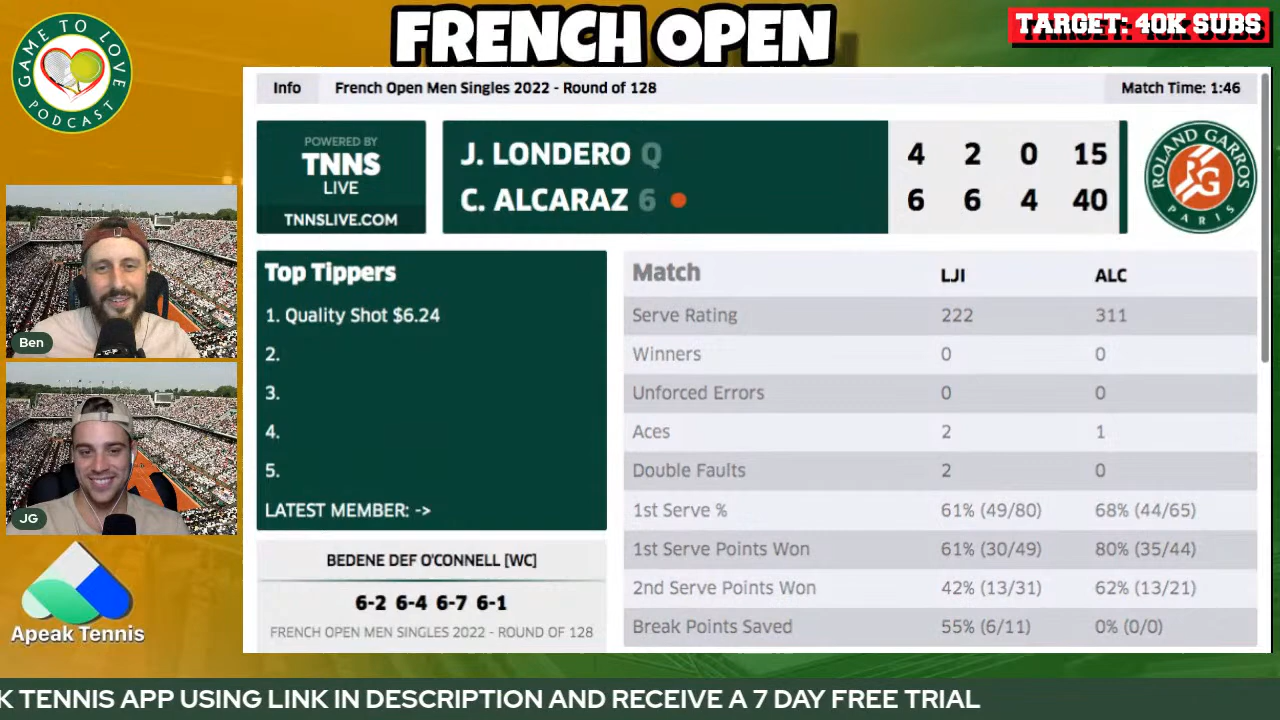 FRENCH OPEN
TARGET: 40K SUBS
GAME TO LOVE PODCAST
Info French Open Men Singles 2022 - Round of 128 Match Time: 1:46
POWERED BY
TNNS
LIVE
TNNSLIVE.COM
J. LONDERO Q 4 2 0 15
C. ALCARAZ 6 6 6 4 40
ROLAND GARROS
RG
PARIS
Top Tippers
1. Quality Shot $6.24
2.
3.
4.
5.
LATEST MEMBER: ->
BEDENE DEF O'CONNELL [WC]
6-2 6-4 6-7 6-1
FRENCH OPEN MEN SINGLES 2022 - ROUND OF 128
Match LJI ALC
Serve Rating 222 311
Winners 0 0
Unforced Errors 0 0
Aces 2 1
Double Faults 2 0
1st Serve % 61% (49/80) 68% (44/65)
1st Serve Points Won 61% (30/49) 80% (35/44)
2nd Serve Points Won 42% (13/31) 62% (13/21)
Break Points Saved 55% (6/11) 0% (0/0)
Ben
JG
Apeak Tennis
K TENNIS APP USING LINK IN DESCRIPTION AND RECEIVE A 7 DAY FREE TRIAL